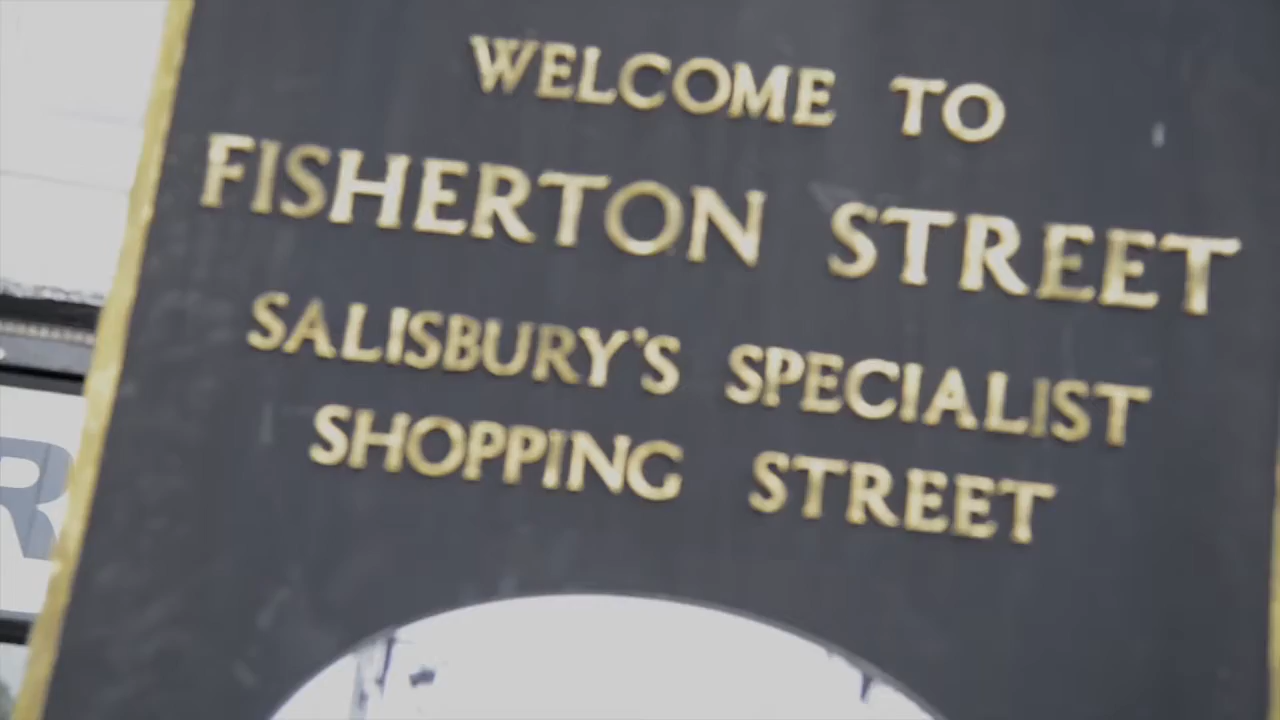 WELCOME TO
FISHERTON STREET
SALISBURY'S SPECIALIST
SHOPPING STREET
R